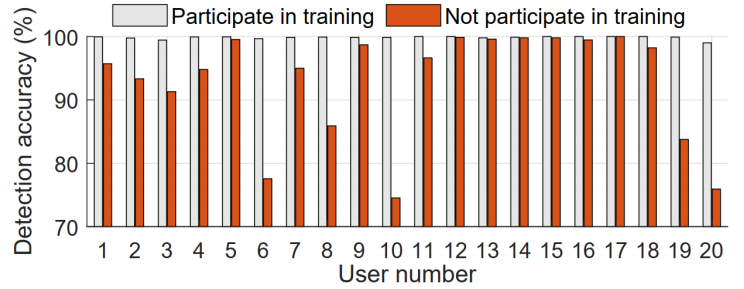 Participate in training Not participate in training
Detection accuracy (%)
100
90
80
70
1 2 3 4 5 6 7 8 9 10 11 12 13 14 15 16 17 18 19 20
User number